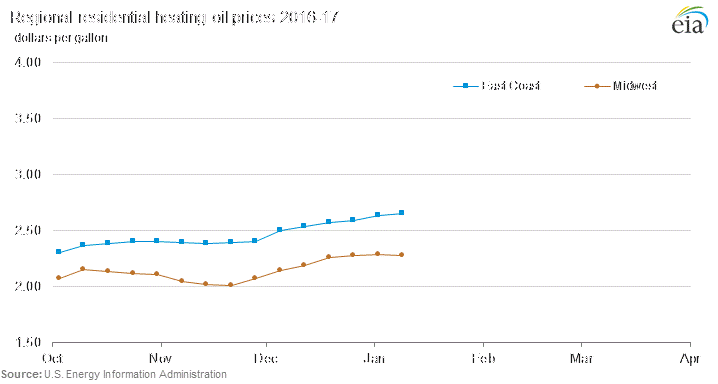 Regional residential heating oil prices 2016-17
dollars per gallon
eia
4.00
East Coast Midwest
3.50
3.00
2.50
2.00
1.50
Oct Nov Dec Jan Feb Mar Apr
Source: U.S. Energy Information Administration